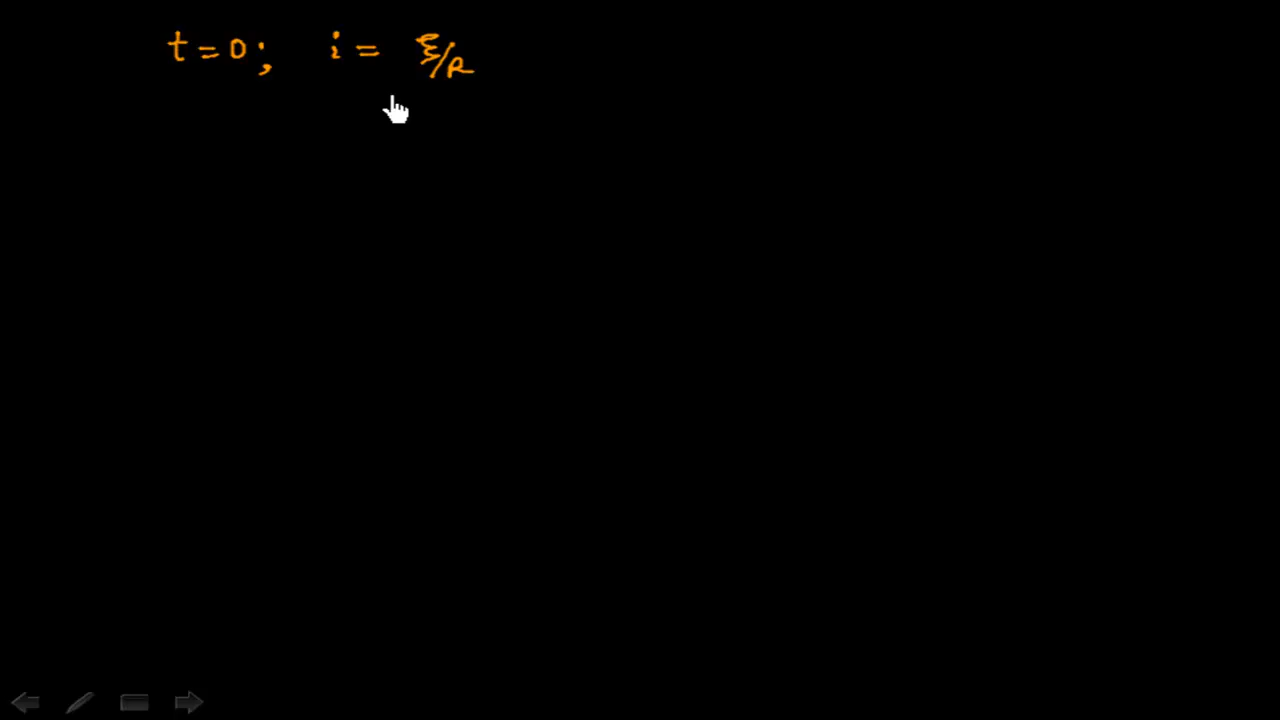 t = 0 ; i = ξ/R